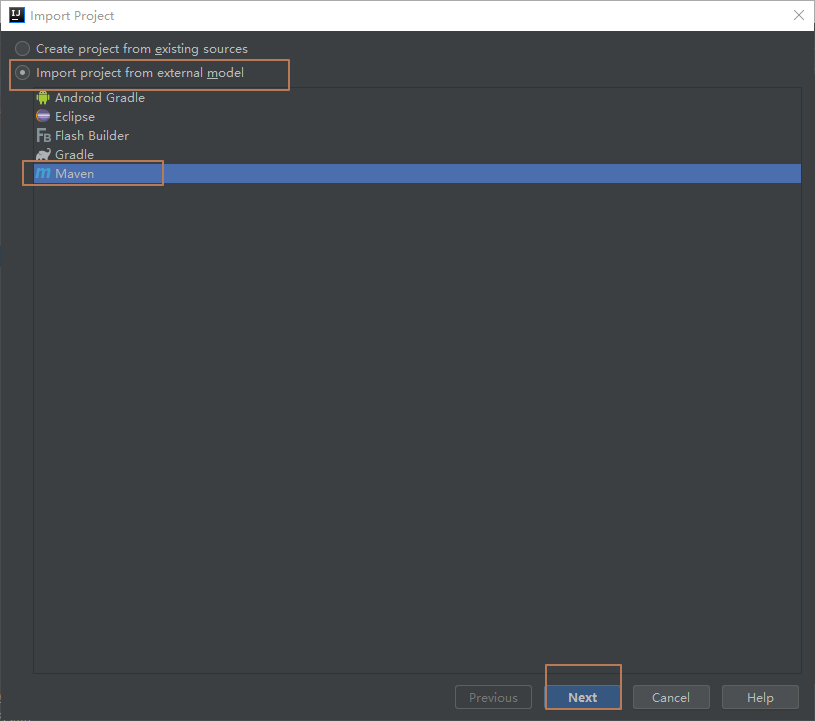 Import Project
Create project from existing sources
Import project from external model
Android Gradle
Eclipse
Flash Builder
Gradle
Maven
Previous Next Cancel Help